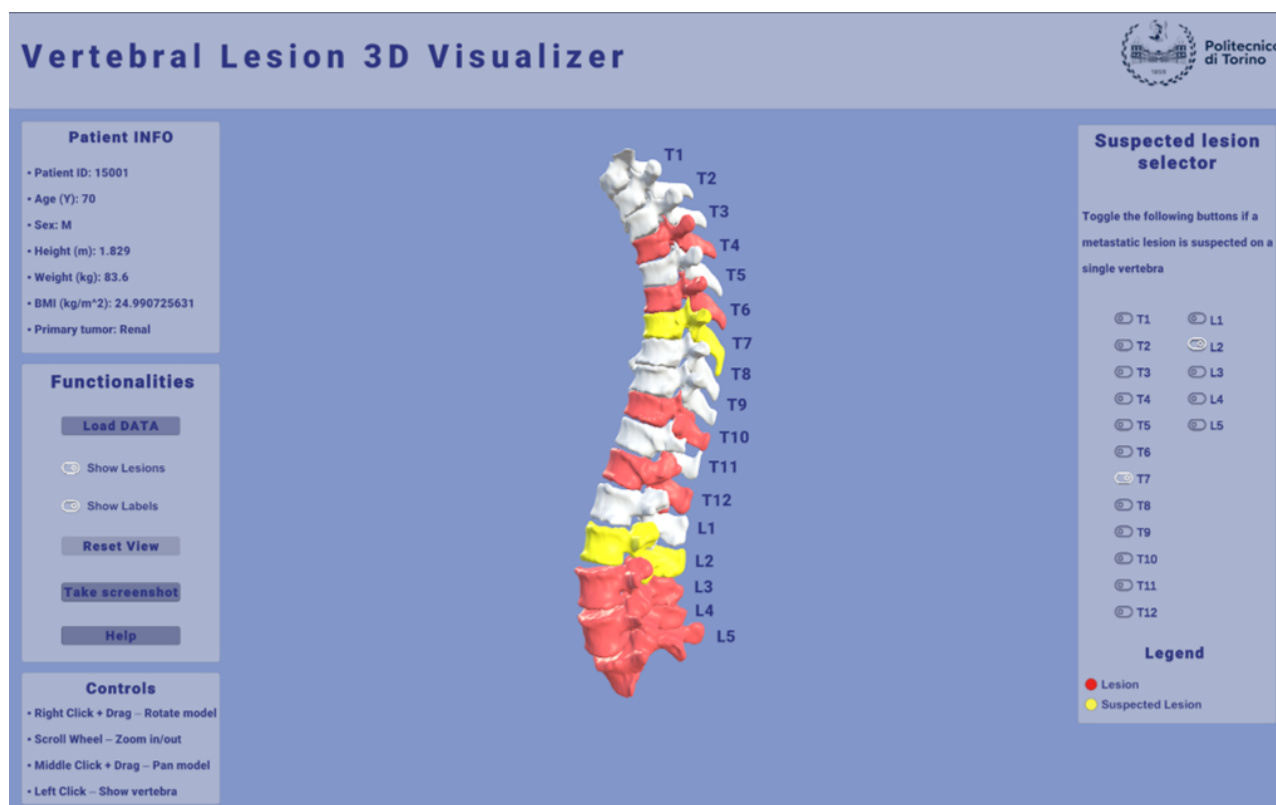 Vertebral Lesion 3D Visualizer
1859
Politecnico
di Torino
Patient INFO
• Patient ID: 15001
• Age (Y): 70
• Sex: M
• Height (m): 1.829
• Weight (kg): 83.6
• BMI (kg/m^2): 24.990725631
• Primary tumor: Renal
Functionalities
Load DATA
Show Lesions
Show Labels
Reset View
Take screenshot
Help
Controls
• Right Click + Drag – Rotate model
• Scroll Wheel – Zoom in/out
• Middle Click + Drag – Pan model
• Left Click – Show vertebra
T1
T2
T3
T4
T5
T6
T7
T8
T9
T10
T11
T12
L1
L2
L3
L4
L5
Suspected lesion
selector
Toggle the following buttons if a
metastatic lesion is suspected on a
single vertebra
T1 L1
T2 L2
T3 L3
T4 L4
T5 L5
T6
T7
T8
T9
T10
T11
T12
Legend
Lesion
Suspected Lesion